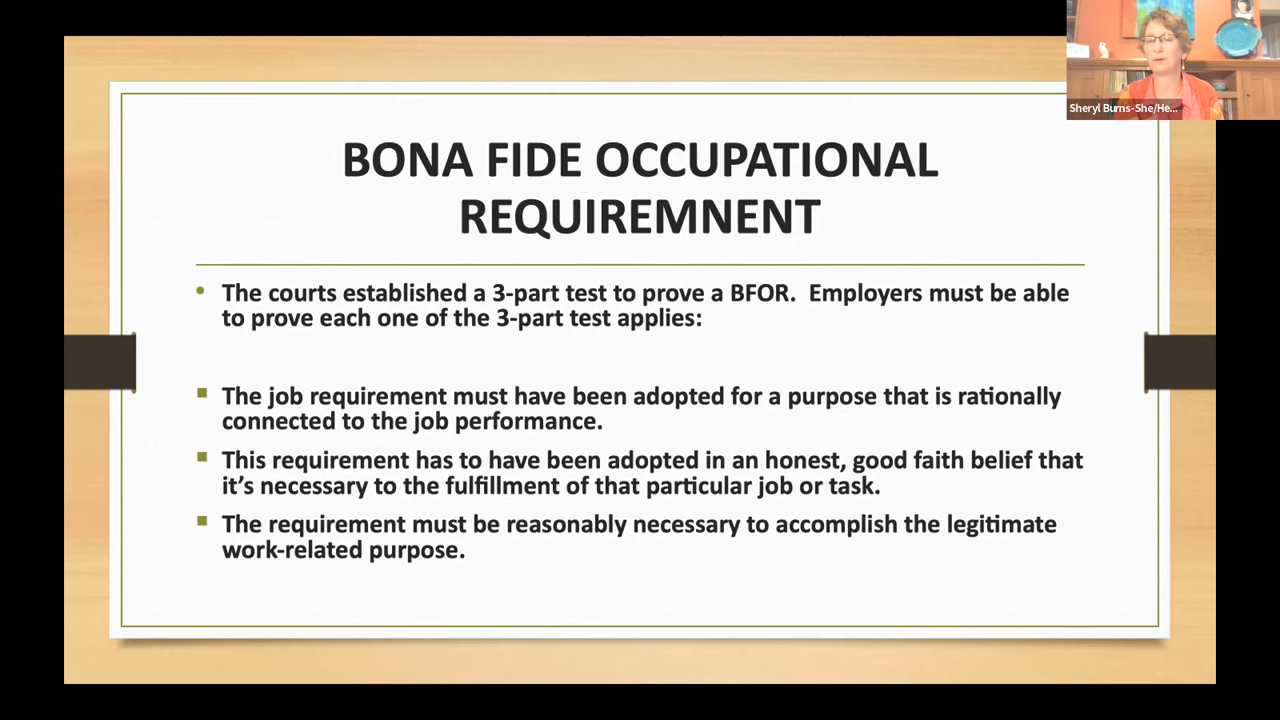 Sheryl Burns-She/He...
BONA FIDE OCCUPATIONAL
REQUIREMNENT
• The courts established a 3-part test to prove a BFOR.  Employers must be able
to prove each one of the 3-part test applies:
▪ The job requirement must have been adopted for a purpose that is rationally
connected to the job performance.
▪ This requirement has to have been adopted in an honest, good faith belief that
it’s necessary to the fulfillment of that particular job or task.
▪ The requirement must be reasonably necessary to accomplish the legitimate
work-related purpose.